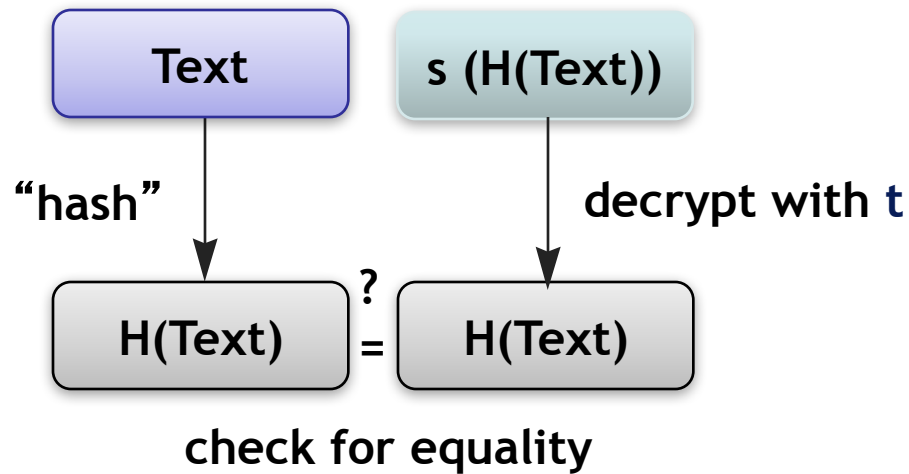 Text
s (H(Text))
“hash”
decrypt with t
H(Text)
?
=
H(Text)
check for equality